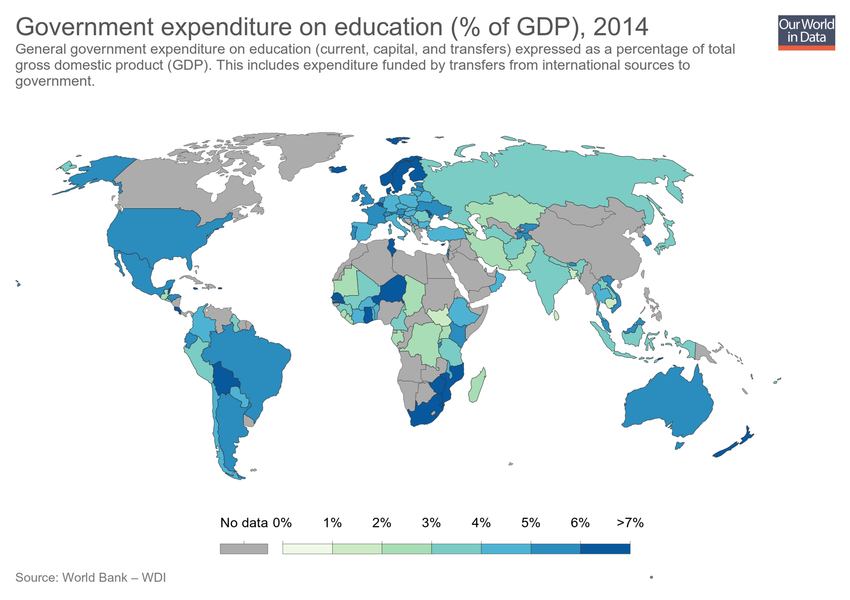 Government expenditure on education (% of GDP), 2014
Our World
in Data
General government expenditure on education (current, capital, and transfers) expressed as a percentage of total
gross domestic product (GDP). This includes expenditure funded by transfers from international sources to
government.
No data 0% 1% 2% 3% 4% 5% 6% >7%
Source: World Bank – WDI